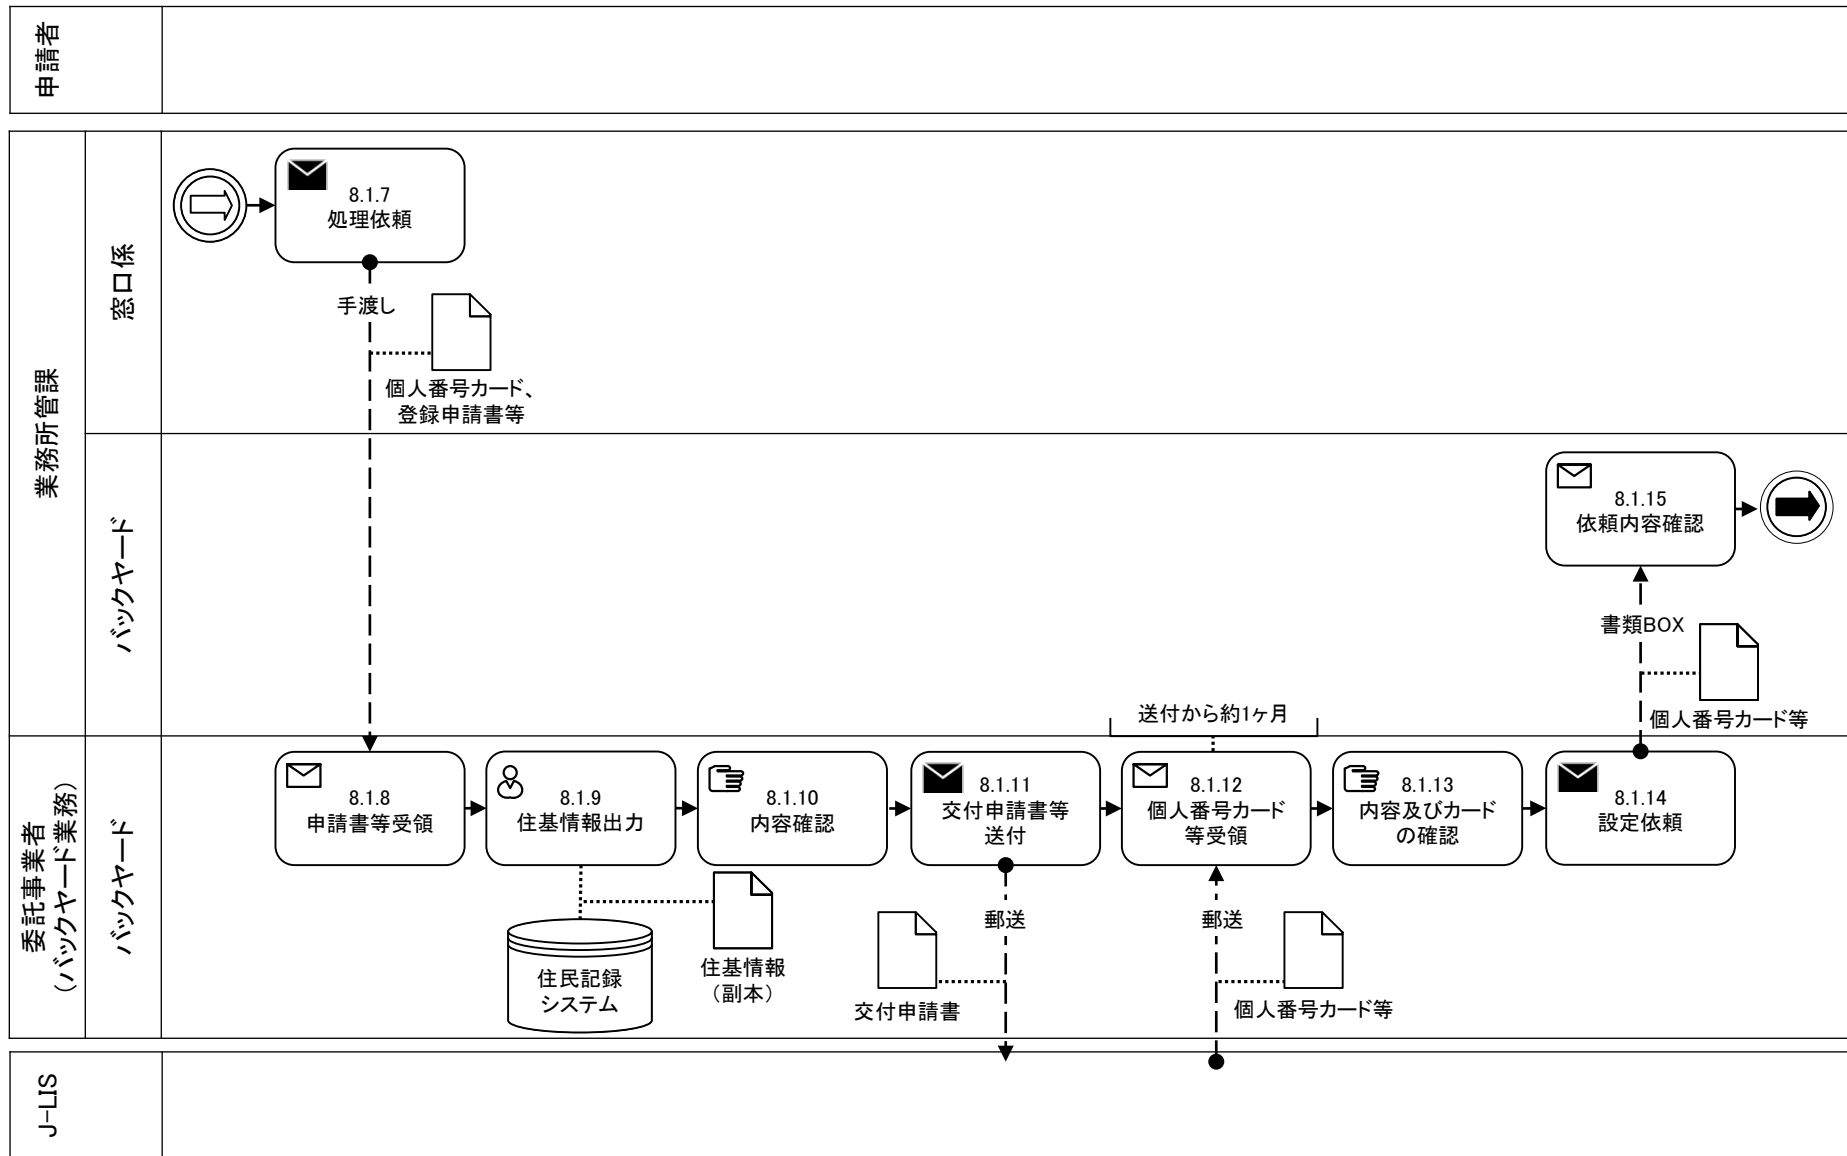 申請者
業務所管課
窓口係
8.1.7
処理依頼
手渡し
個人番号カード、
登録申請書等
バックヤード
8.1.15
依頼内容確認
書類BOX
個人番号カード等
送付から約1ヶ月
委託事業者
(バックヤード業務)
バックヤード
8.1.8
申請書等受領
8.1.9
住基情報出力
8.1.10
内容確認
8.1.11
交付申請書等
送付
8.1.12
個人番号カード
等受領
8.1.13
内容及びカード
の確認
8.1.14
設定依頼
住民記録
システム
住基情報
(副本)
郵送
交付申請書
郵送
個人番号カード等
J-LIS